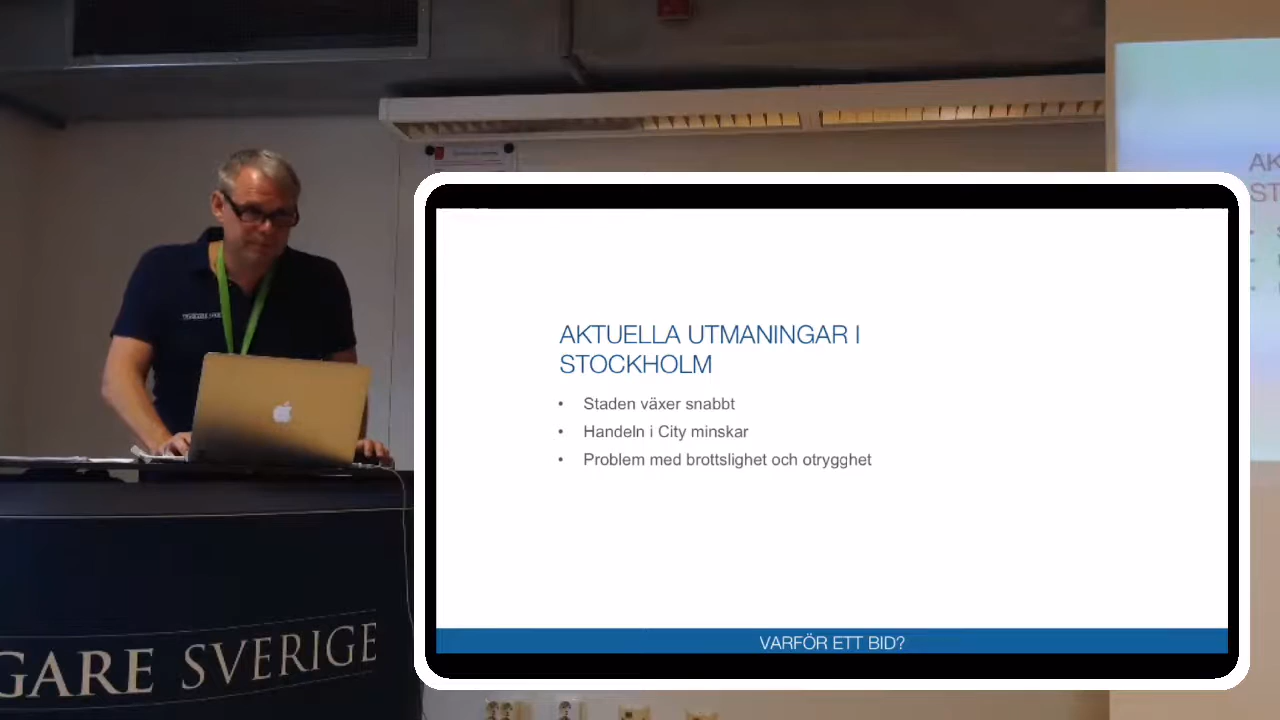 AKTUELLA UTMANINGAR I
STOCKHOLM
• Staden växer snabbt
• Handeln i City minskar
• Problem med brottslighet och otrygghet
VARFÖR ETT BID?
AK
ST
GARE SVERIGE